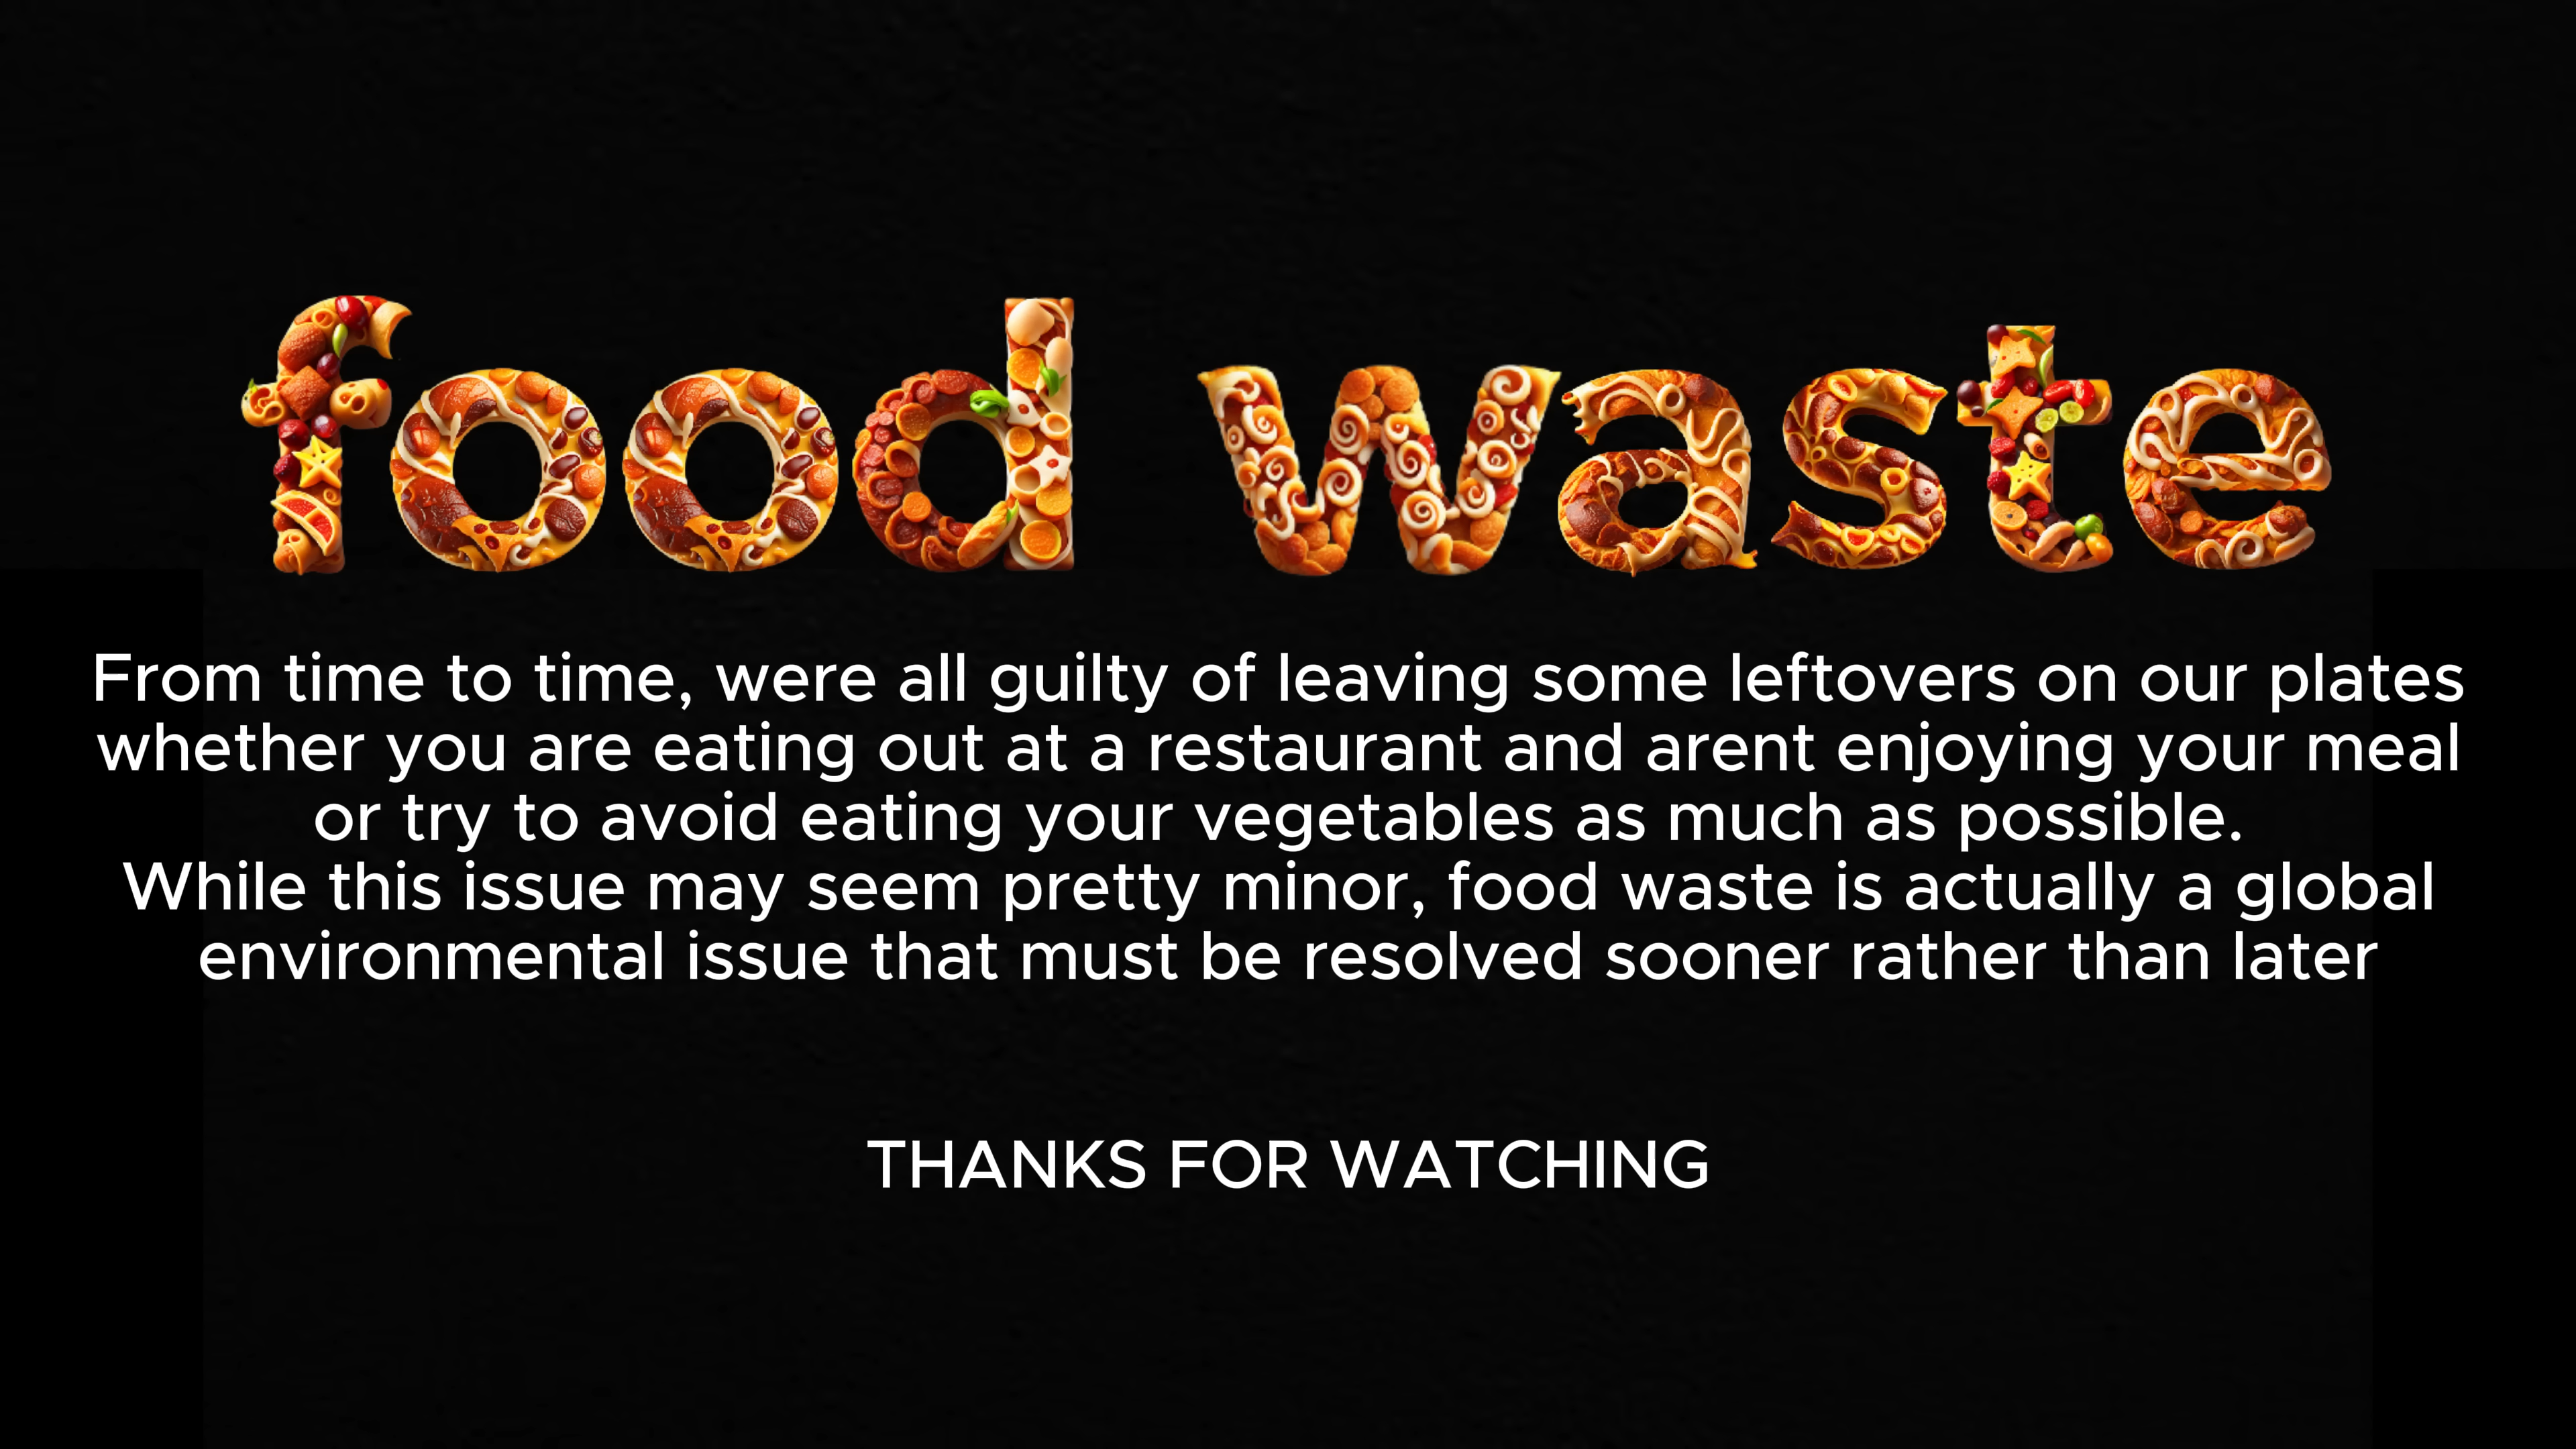 food waste
From time to time, were all guilty of leaving some leftovers on our plates
whether you are eating out at a restaurant and arent enjoying your meal
or try to avoid eating your vegetables as much as possible.
While this issue may seem pretty minor, food waste is actually a global
environmental issue that must be resolved sooner rather than later
THANKS FOR WATCHING